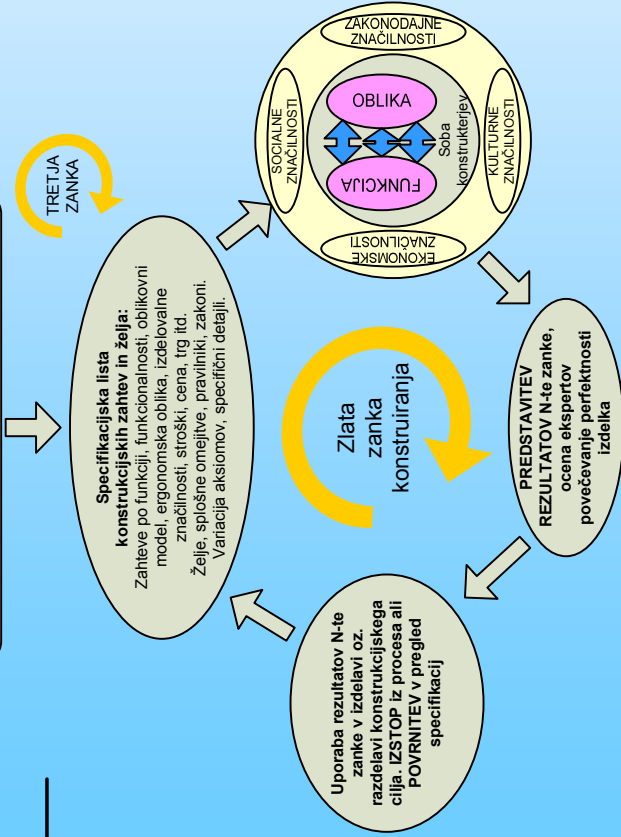 TRETJA
ZANKA
Specifikacijska lista
konstrukcijskih zahtev in želja:
Zahteve po funkciji, funkcionalnosti, oblikovni
model, ergonomska oblika, izdelovalne
značilnosti, stroški, cena, trg itd.
Želje, splošne omejitve, pravilniki, zakoni.
Variacija aksiomov, specifični detajli.
SOCIALNE
ZNAČILNOSTI
ZAKONODAJNE
ZNAČILNOSTI
EKONOMSKE
ZNAČILNOSTI
KULTURNE
ZNAČILNOSTI
FUNKCIJA
OBLIKA
Soba
konstrukterjev
Zlata
zanka
konstruiranja
PREDSTAVITEV
REZULTATOV N-te zanke,
ocena ekspertov
povečevanje perfektnosti
izdelka
Uporaba rezultatov N-te
zanke v izdelavi oz.
razdelavi konstrukcijskega
cilja. IZSTOP iz procesa ali
POVRNITEV v pregled
specifikacij